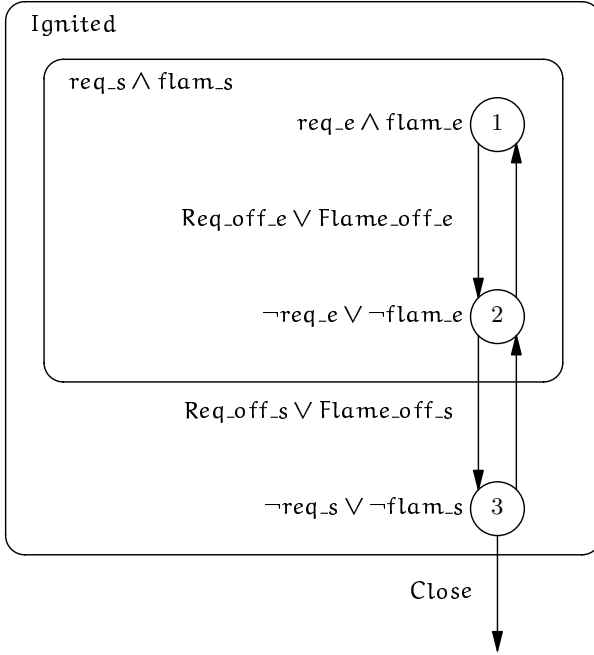 Ignited
req_s ∧ flam_s
req_e ∧ flam_e 1
Req_off_e ∨ Flame_off_e
¬req_e ∨ ¬flam_e 2
Req_off_s ∨ Flame_off_s
¬req_s ∨ ¬flam_s 3
Close